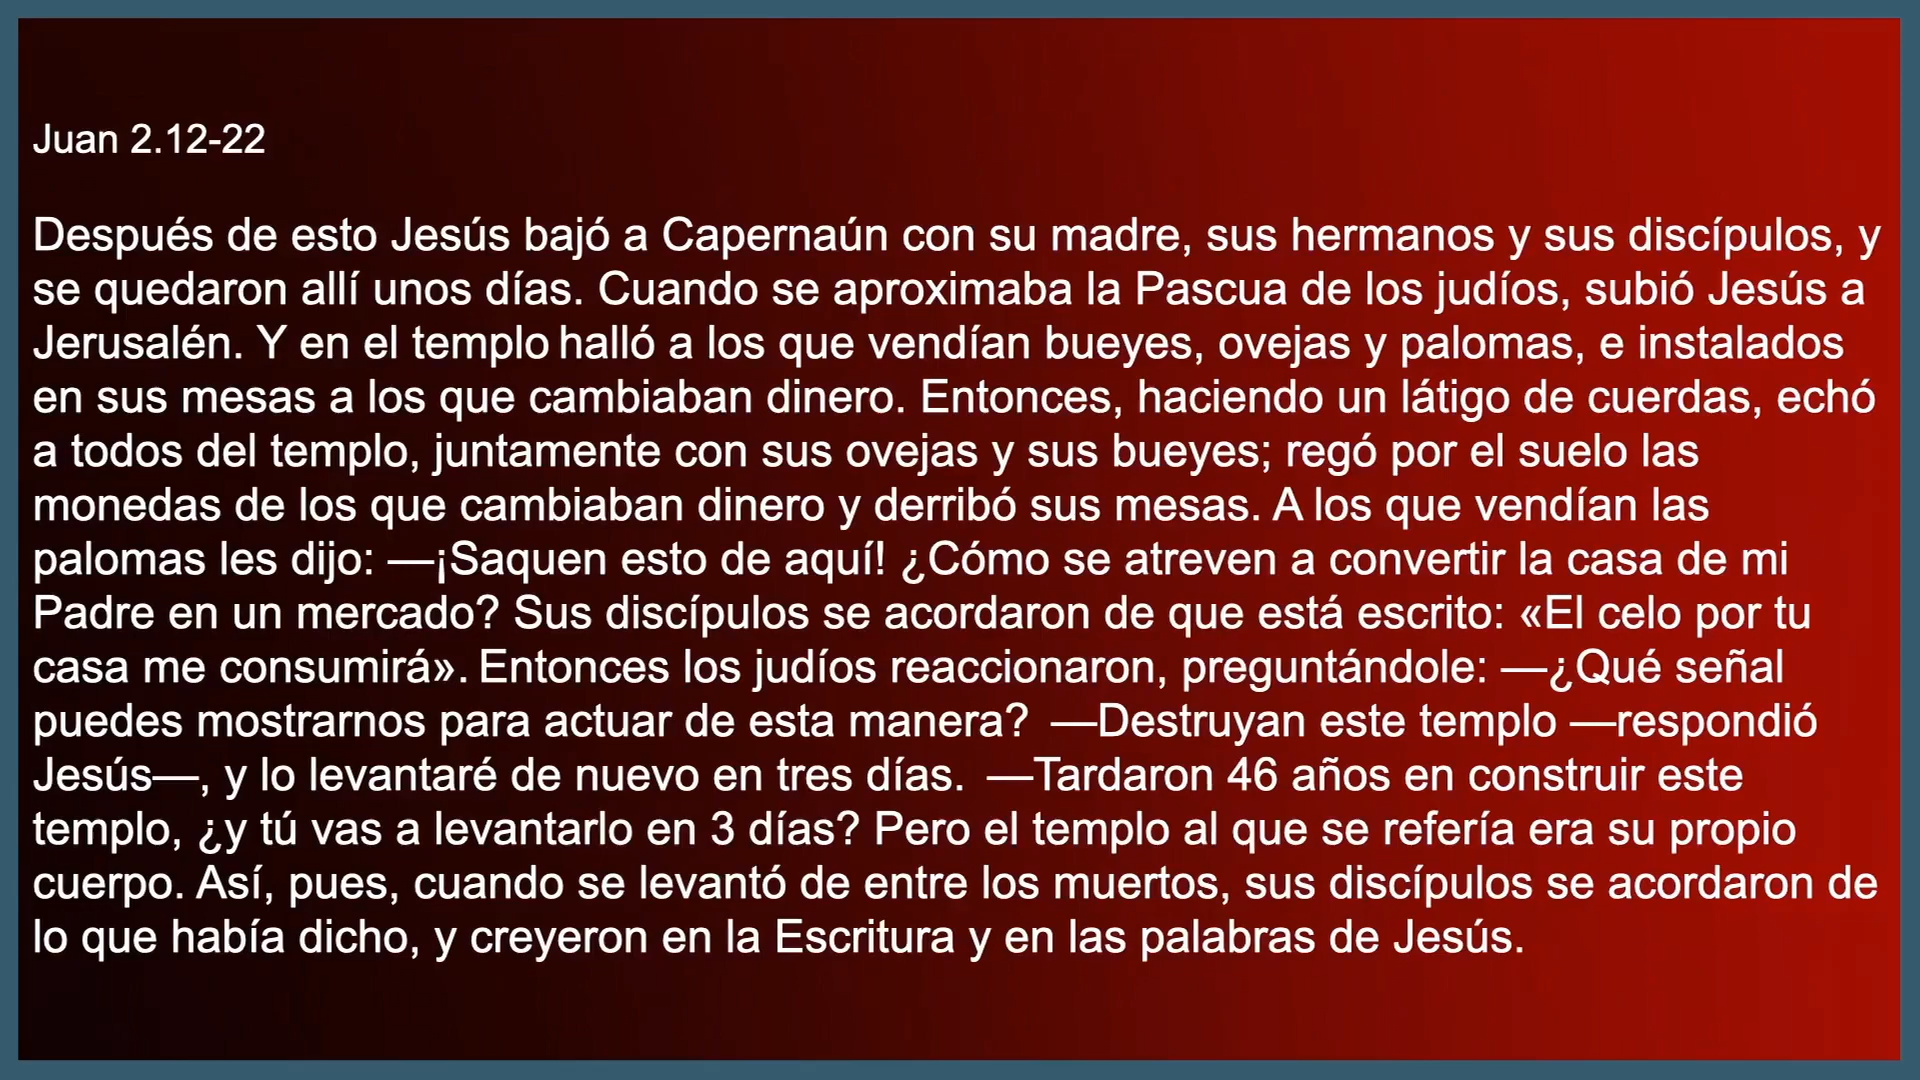 Juan 2.12-22
Después de esto Jesús bajó a Capernaún con su madre, sus hermanos y sus discípulos, y
se quedaron allí unos días. Cuando se aproximaba la Pascua de los judíos, subió Jesús a
Jerusalén. Y en el templo halló a los que vendían bueyes, ovejas y palomas, e instalados
en sus mesas a los que cambiaban dinero. Entonces, haciendo un látigo de cuerdas, echó
a todos del templo, juntamente con sus ovejas y sus bueyes; regó por el suelo las
monedas de los que cambiaban dinero y derribó sus mesas. A los que vendían las
palomas les dijo: —¡Saquen esto de aquí! ¿Cómo se atreven a convertir la casa de mi
Padre en un mercado? Sus discípulos se acordaron de que está escrito: «El celo por tu
casa me consumirá». Entonces los judíos reaccionaron, preguntándole: —¿Qué señal
puedes mostrarnos para actuar de esta manera?  —Destruyan este templo —respondió
Jesús—, y lo levantaré de nuevo en tres días.  —Tardaron 46 años en construir este
templo, ¿y tú vas a levantarlo en 3 días? Pero el templo al que se refería era su propio
cuerpo. Así, pues, cuando se levantó de entre los muertos, sus discípulos se acordaron de
lo que había dicho, y creyeron en la Escritura y en las palabras de Jesús.